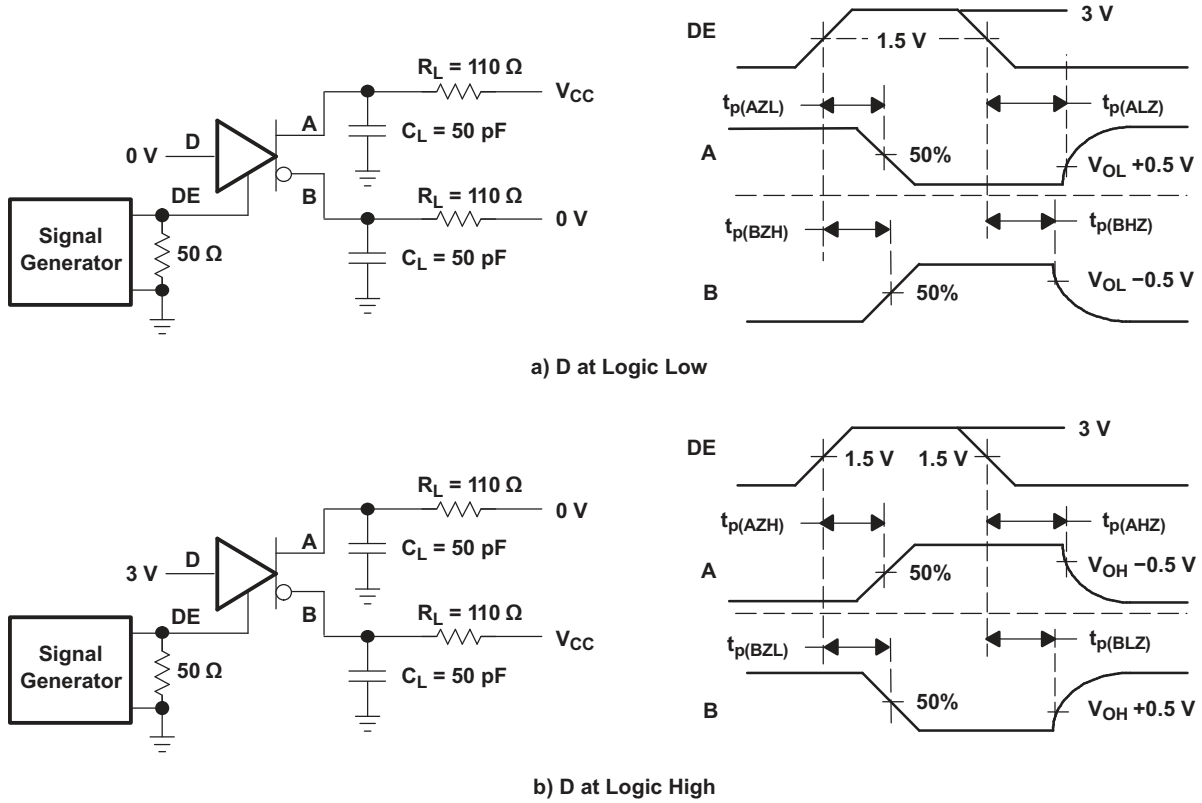 R_L = 110 Ω
V_CC
A
D
0 V
C_L = 50 pF
DE
B
R_L = 110 Ω
0 V
Signal
Generator
50 Ω
C_L = 50 pF
DE
3 V
1.5 V
t_p(AZL)
t_p(ALZ)
A
50%
V_OL +0.5 V
t_p(BZH)
t_p(BHZ)
B
50%
V_OL −0.5 V
a) D at Logic Low
R_L = 110 Ω
0 V
A
D
3 V
C_L = 50 pF
DE
B
R_L = 110 Ω
V_CC
Signal
Generator
50 Ω
C_L = 50 pF
DE
3 V
1.5 V 1.5 V
t_p(AZH)
t_p(AHZ)
A
50%
V_OH −0.5 V
t_p(BZL)
t_p(BLZ)
B
50%
V_OH +0.5 V
b) D at Logic High